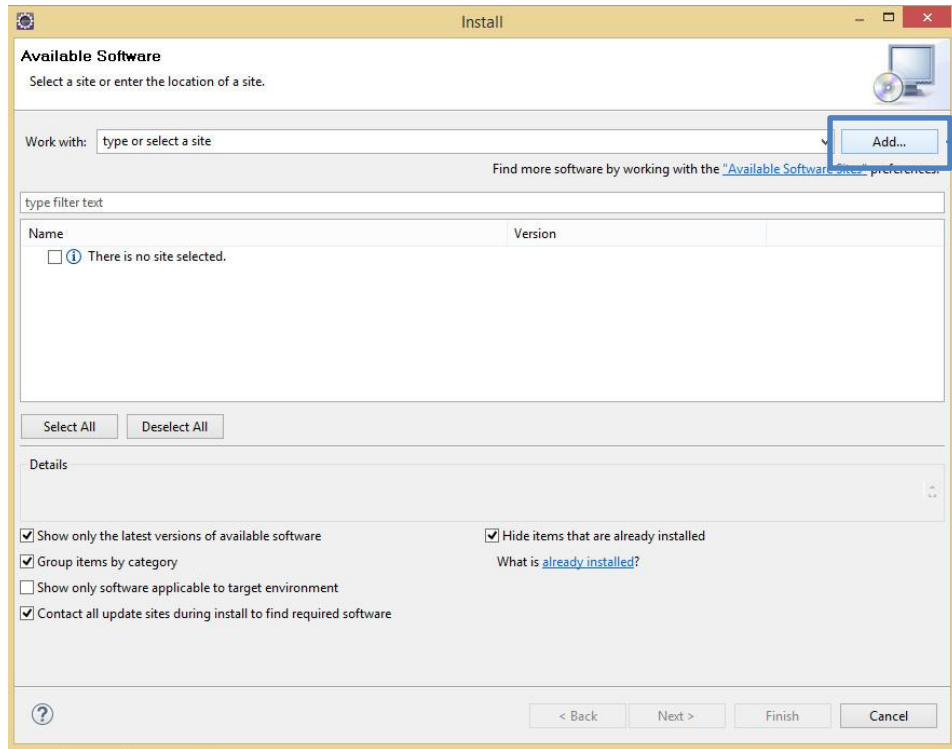 Install
Available Software
Select a site or enter the location of a site.
Work with: type or select a site Add...
Find more software by working with the "Available Software Sites" preferences.
type filter text
Name Version
There is no site selected.
Select All Deselect All
Details
Show only the latest versions of available software Hide items that are already installed
Group items by category What is already installed?
Show only software applicable to target environment
Contact all update sites during install to find required software
< Back Next > Finish Cancel